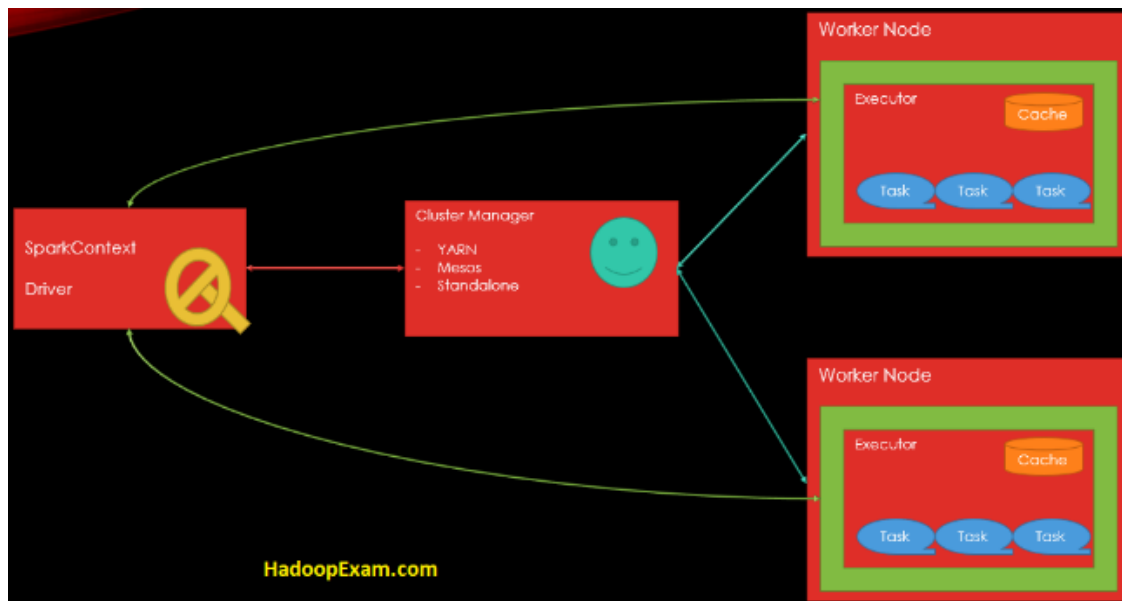 SparkContext
Driver
Cluster Manager
- YARN
- Mesos
- Standalone
Worker Node
Executor
Cache
Task Task Task
Worker Node
Executor
Cache
Task Task Task
HadoopExam.com